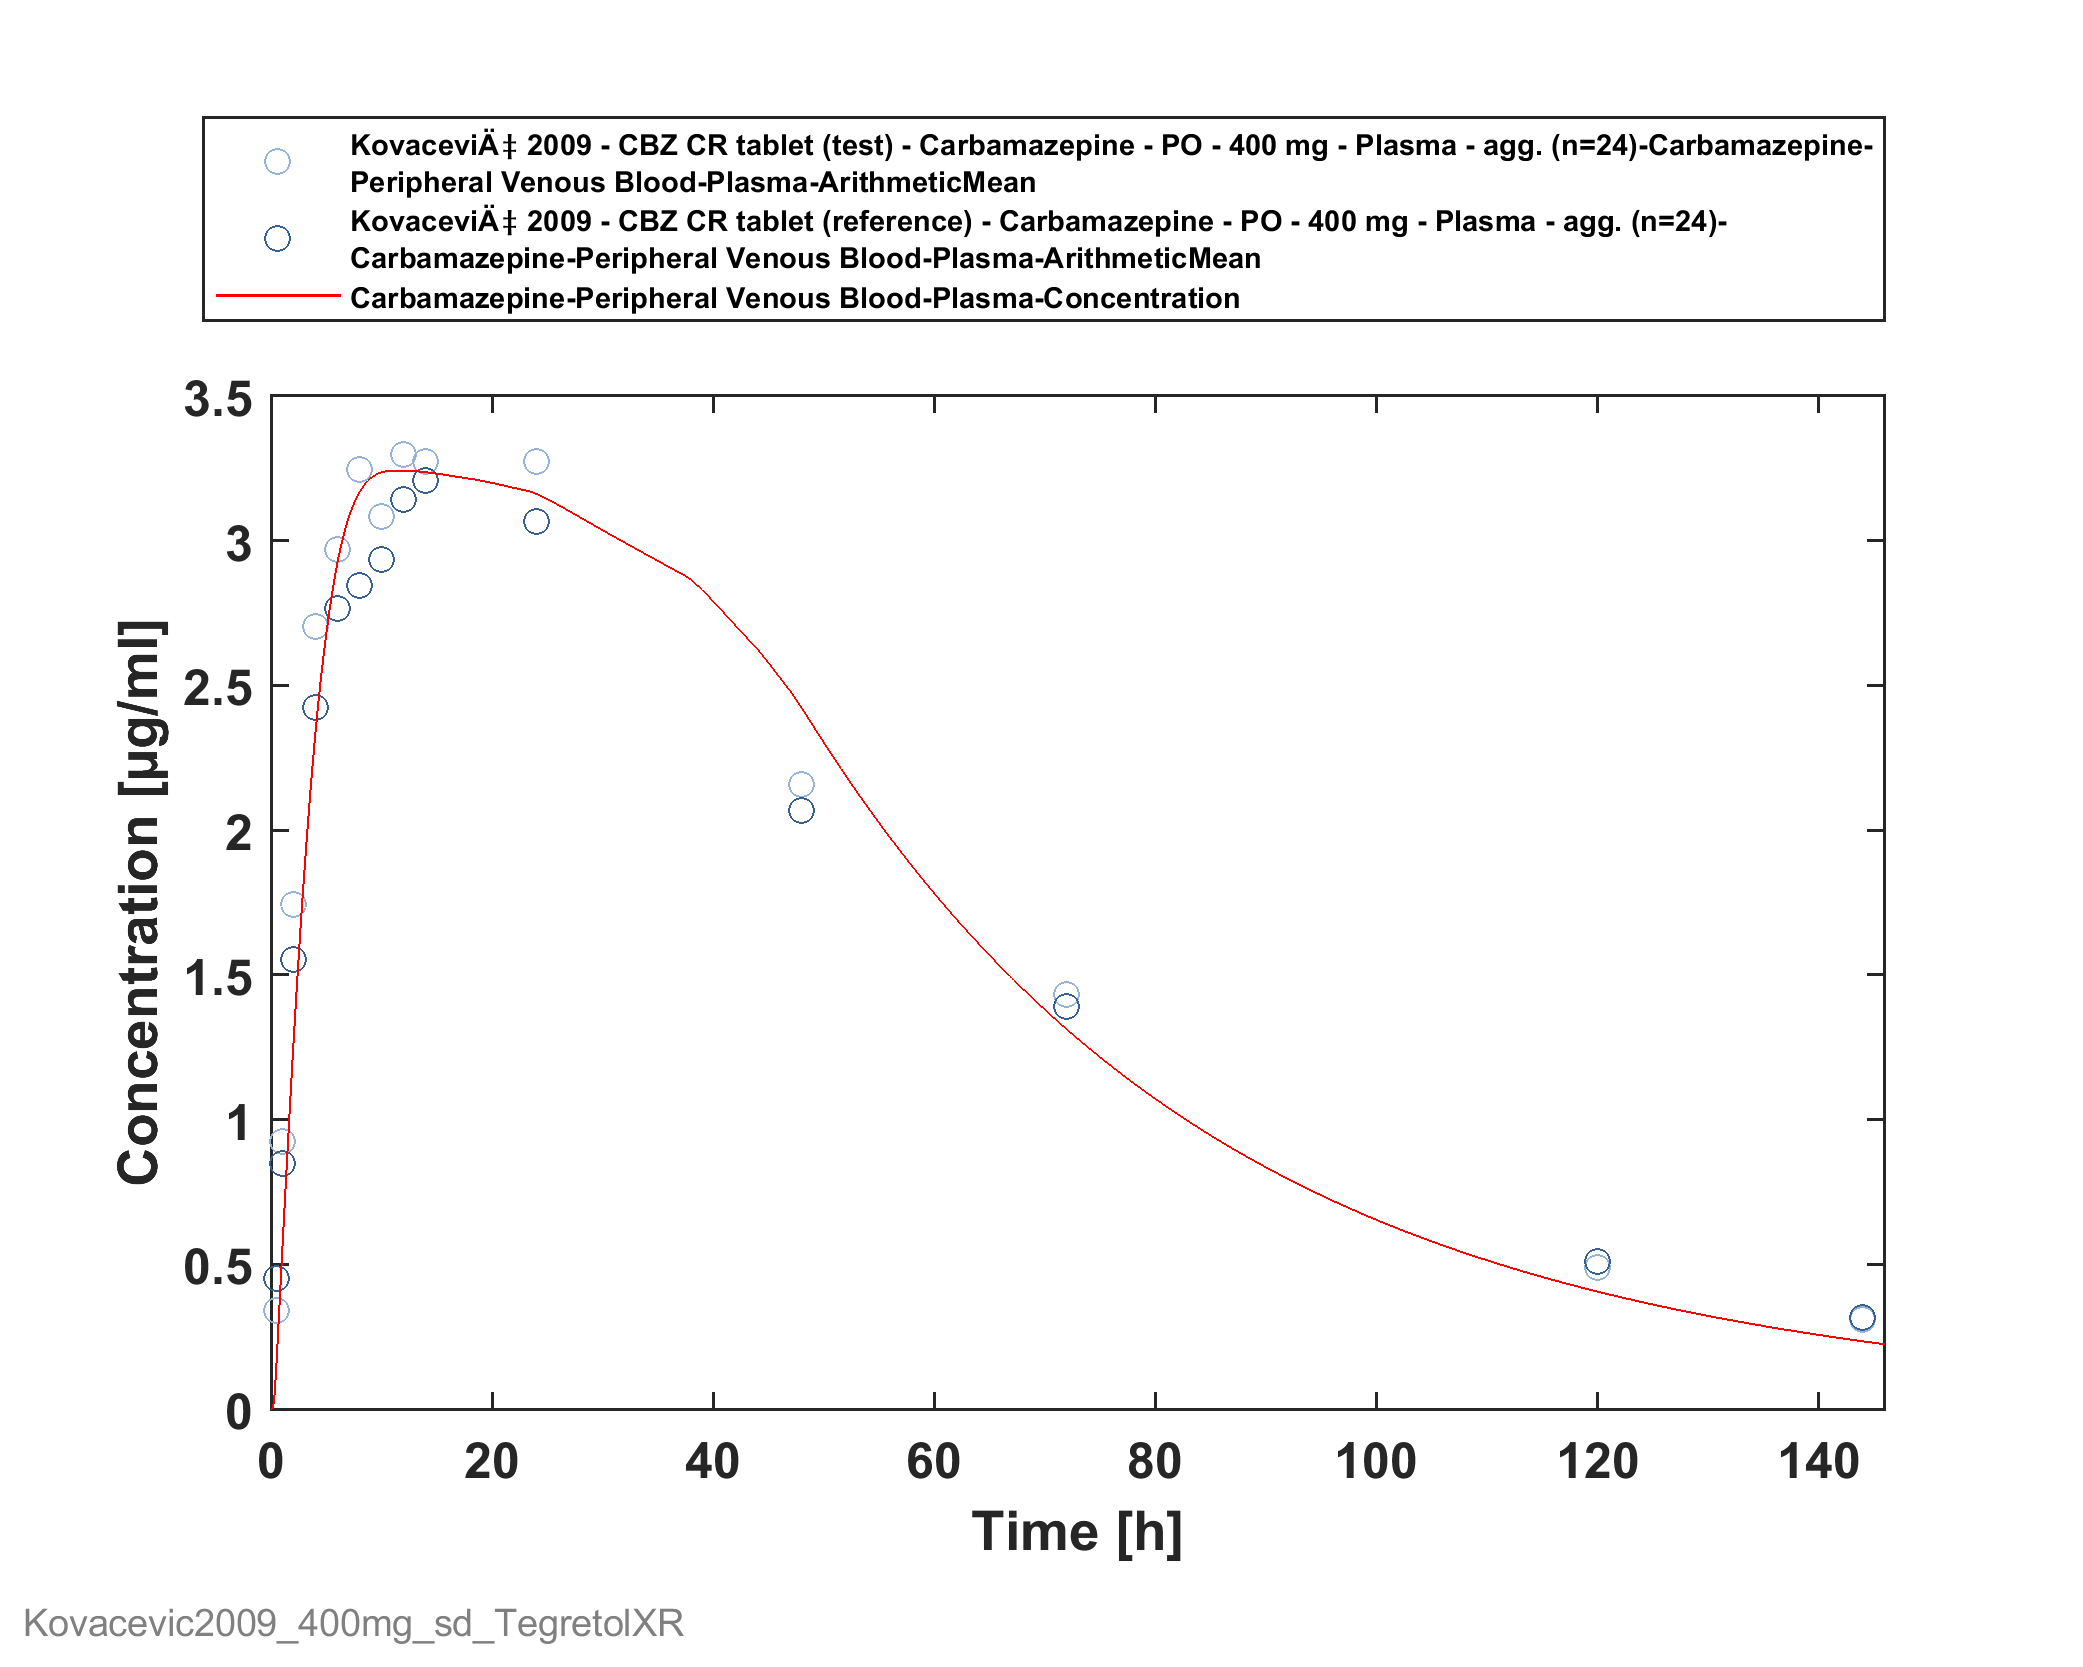 KovaceviÄ‡ 2009 - CBZ CR tablet (test) - Carbamazepine - PO - 400 mg - Plasma - agg. (n=24)-Carbamazepine-
Peripheral Venous Blood-Plasma-ArithmeticMean
KovaceviÄ‡ 2009 - CBZ CR tablet (reference) - Carbamazepine - PO - 400 mg - Plasma - agg. (n=24)-
Carbamazepine-Peripheral Venous Blood-Plasma-ArithmeticMean
Carbamazepine-Peripheral Venous Blood-Plasma-Concentration
3.5
3
2.5
2
1.5
1
0.5
0
Concentration [µg/ml]
0 20 40 60 80 100 120 140
Time [h]
Kovacevic2009_400mg_sd_TegretolXR